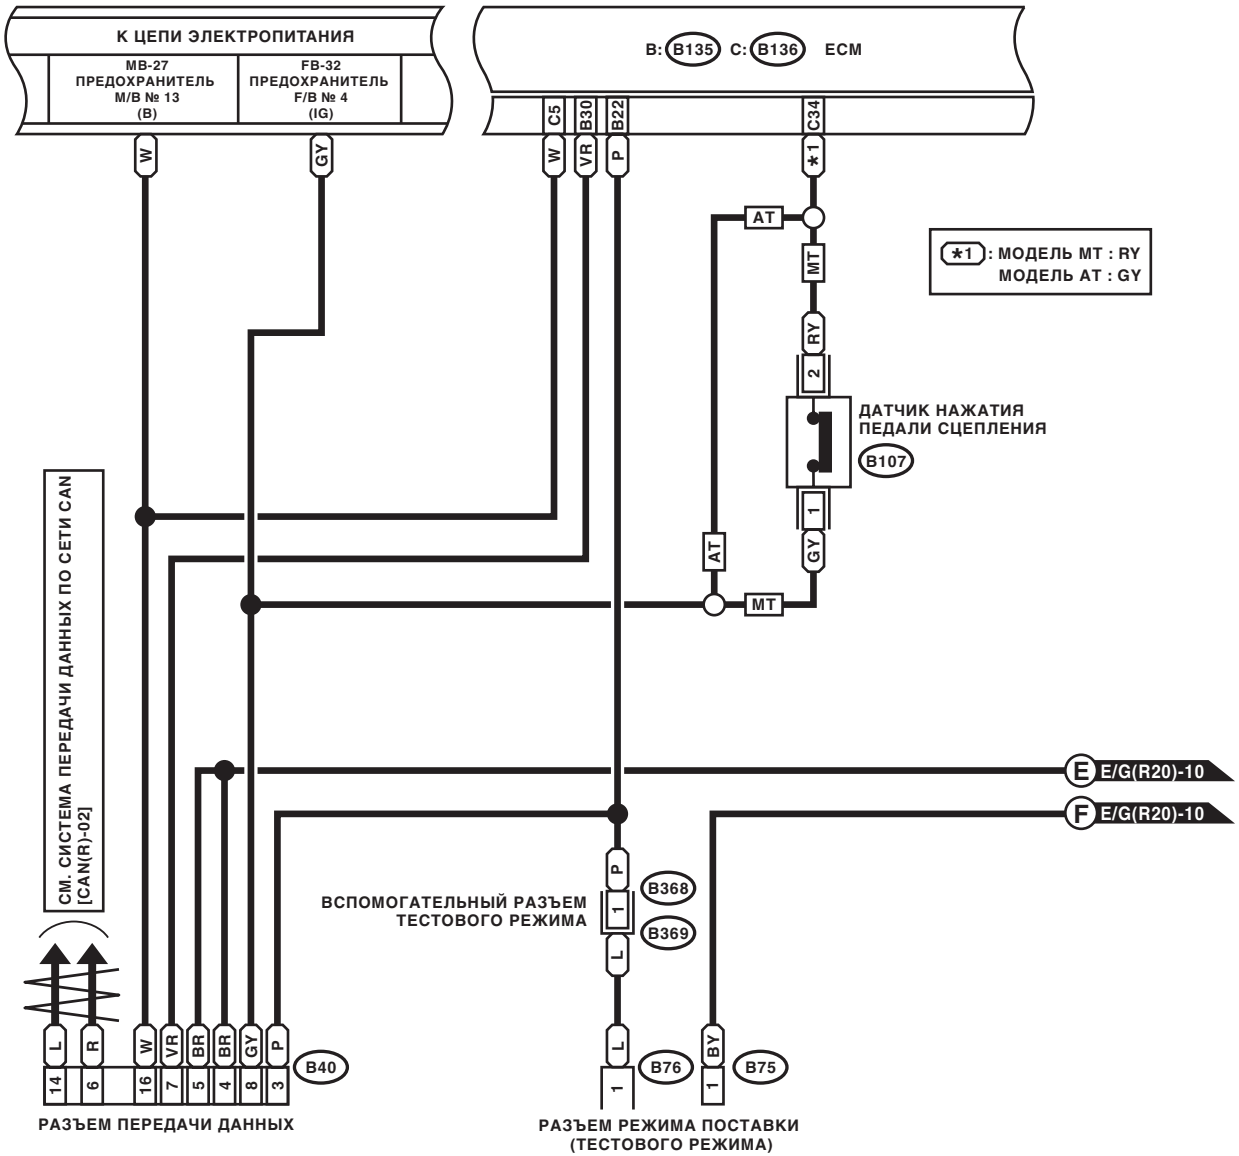 К ЦЕПИ ЭЛЕКТРОПИТАНИЯ
MB-27
ПРЕДОХРАНИТЕЛЬ
M/B № 13
(B)
FB-32
ПРЕДОХРАНИТЕЛЬ
F/B № 4
(IG)
W
GY
B: B135 C: B136 ECM
C5
B30
B22
C34
W
VR
P
*1
AT
MT
*1 : МОДЕЛЬ MT : RY
МОДЕЛЬ AT : GY
RY
2
ДАТЧИК НАЖАТИЯ
ПЕДАЛИ СЦЕПЛЕНИЯ
B107
1
GY
AT
MT
СМ. СИСТЕМА ПЕРЕДАЧИ ДАННЫХ ПО СЕТИ CAN
[CAN(R)-02]
E E/G(R20)-10
F E/G(R20)-10
P
B368
ВСПОМОГАТЕЛЬНЫЙ РАЗЪЕМ
ТЕСТОВОГО РЕЖИМА
1
B369
L
L
R
W
VR
BR
BR
GY
P
B40
14
6
16
7
5
4
8
3
РАЗЪЕМ ПЕРЕДАЧИ ДАННЫХ
L
B76
1
BY
B75
1
РАЗЪЕМ РЕЖИМА ПОСТАВКИ
(ТЕСТОВОГО РЕЖИМА)